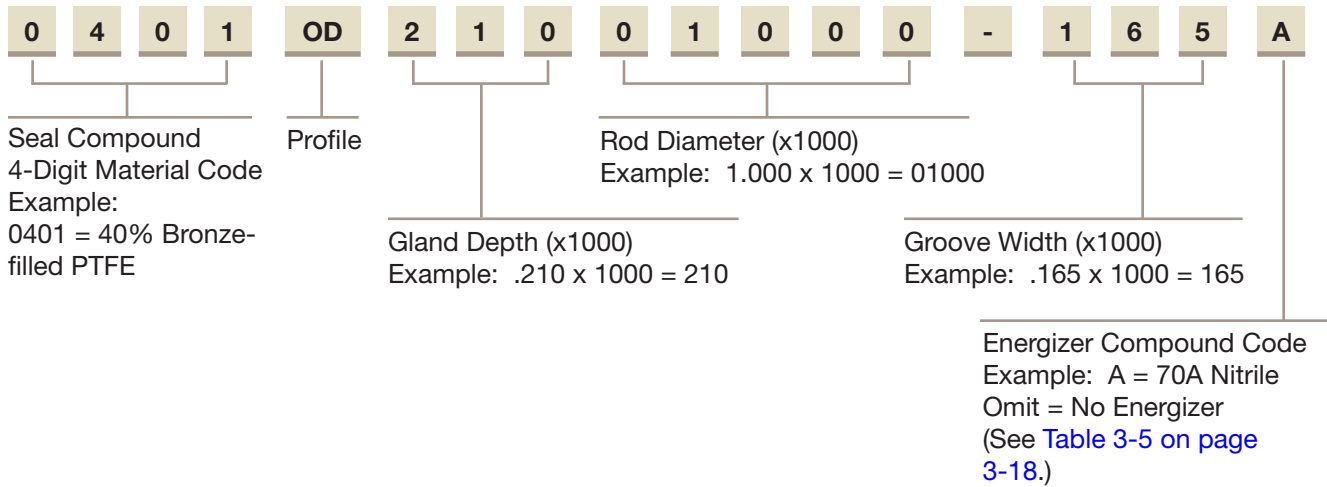 0 4 0 1 OD 2 1 0 0 1 0 0 0 - 1 6 5 A
Seal Compound
4-Digit Material Code
Example:
0401 = 40% Bronze-
filled PTFE
Profile
Gland Depth (x1000)
Example: .210 x 1000 = 210
Rod Diameter (x1000)
Example: 1.000 x 1000 = 01000
Groove Width (x1000)
Example: .165 x 1000 = 165
Energizer Compound Code
Example: A = 70A Nitrile
Omit = No Energizer
(See Table 3-5 on page
3-18.)